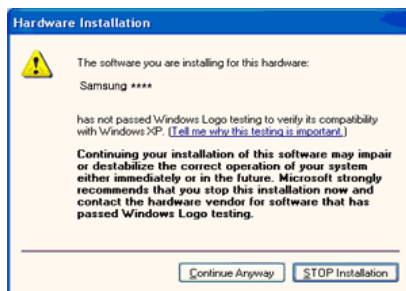 Hardware Installation
The software you are installing for this hardware:
Samsung ****
has not passed Windows Logo testing to verify its compatibility
with Windows XP. (Tell me why this testing is important.)
Continuing your installation of this software may impair
or destabilize the correct operation of your system
either immediately or in the future. Microsoft strongly
recommends that you stop this installation now and
contact the hardware vendor for software that has
passed Windows Logo testing.
Continue Anyway
STOP Installation